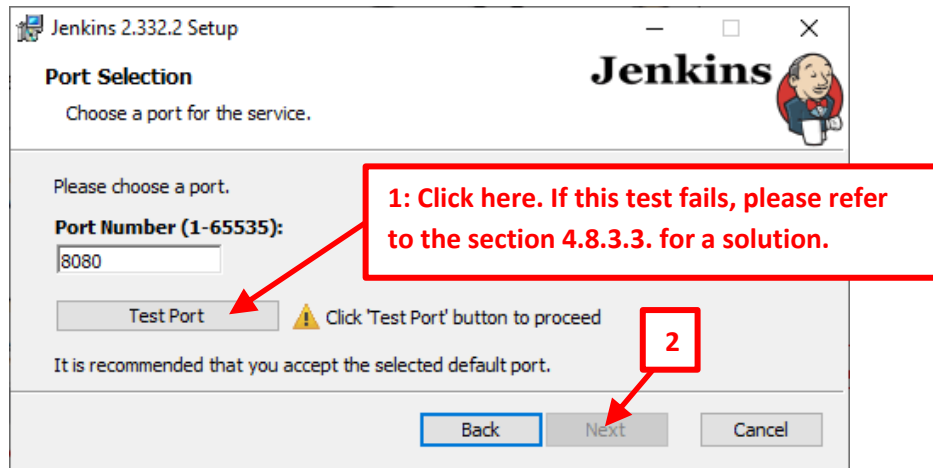 Jenkins 2.332.2 Setup
Port Selection
Jenkins
Choose a port for the service.
Please choose a port.
1: Click here. If this test fails, please refer
to the section 4.8.3.3. for a solution.
Port Number (1-65535):
8080
Test Port
Click 'Test Port' button to proceed
2
It is recommended that you accept the selected default port.
Back
Next
Cancel